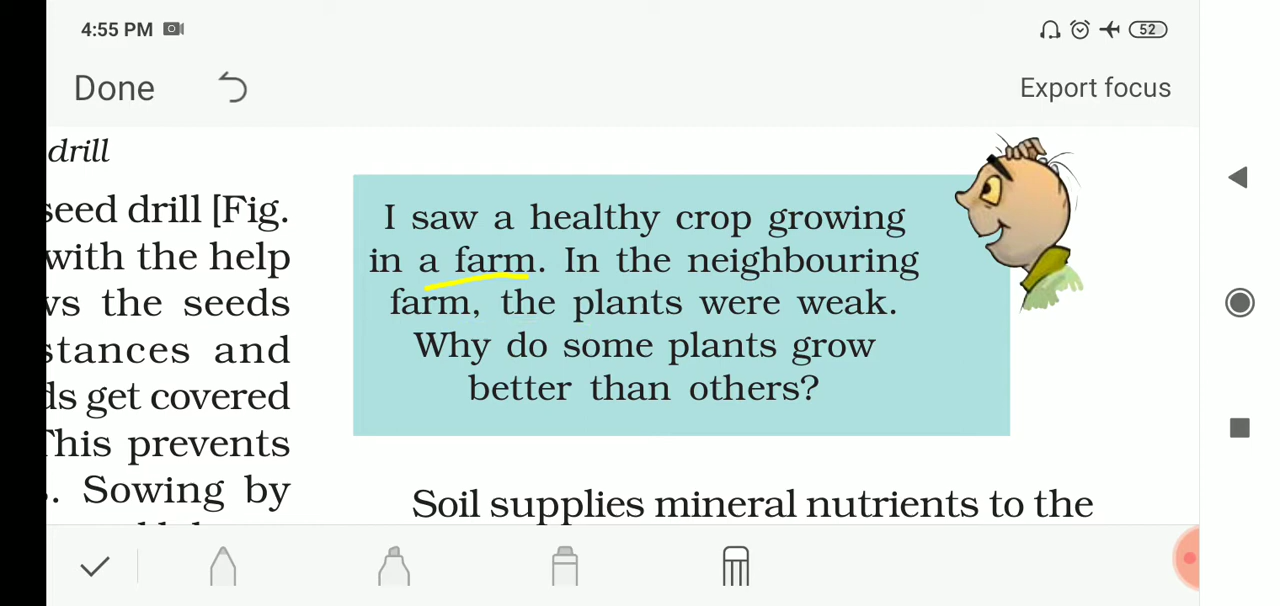 4:55 PM
52
Done
Export focus
drill
seed drill [Fig.
with the help
the seeds
and
get covered
This prevents
Sowing by
I saw a healthy crop growing
in a farm. In the neighbouring
farm, the plants were weak.
Why do some plants grow
better than others?
Soil supplies mineral nutrients to the